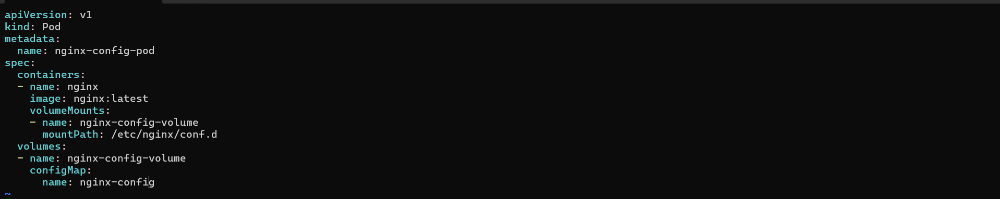 apiVersion: v1
kind: Pod
metadata:
  name: nginx-config-pod
spec:
  containers:
  - name: nginx
    image: nginx:latest
    volumeMounts:
    - name: nginx-config-volume
      mountPath: /etc/nginx/conf.d
  volumes:
  - name: nginx-config-volume
    configMap:
      name: nginx-config
~